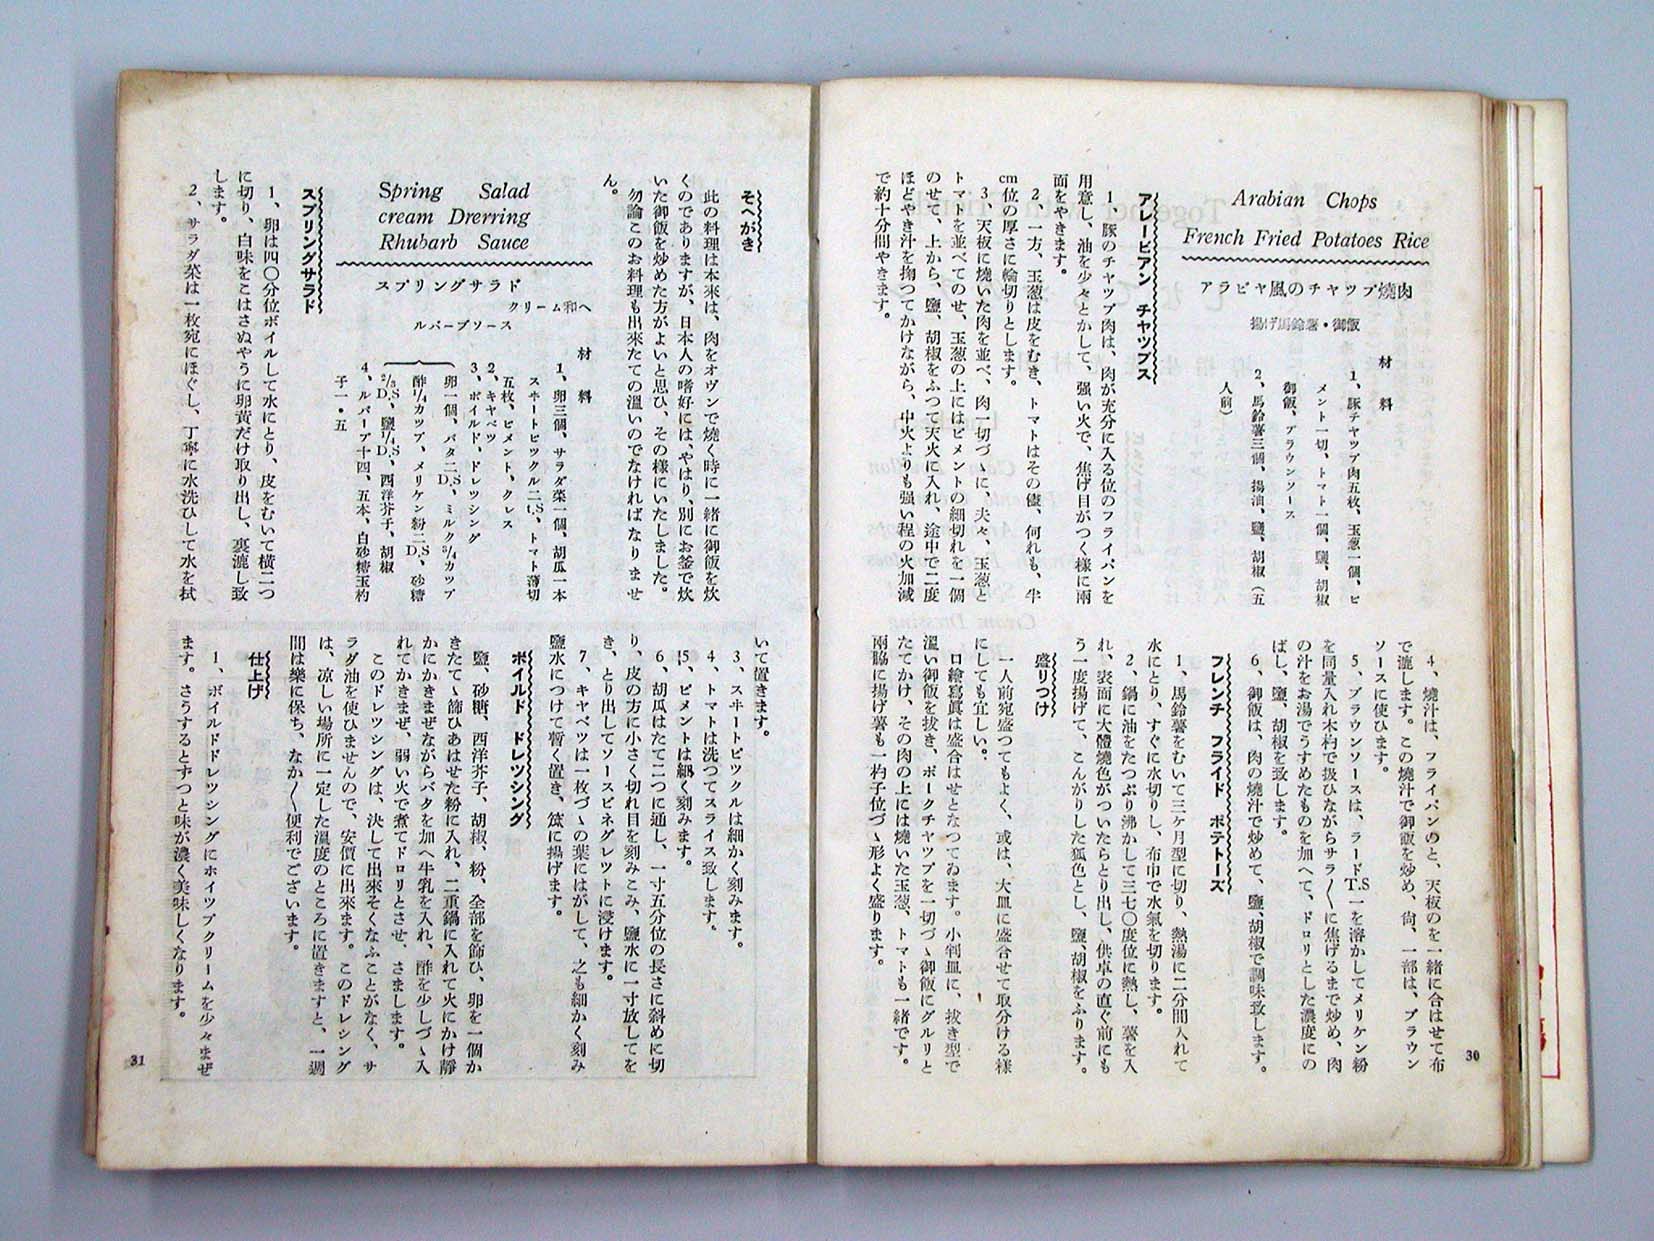 Arabian Chops
French Fried Potatoes Rice
アラビヤ風のチャツプ燒肉
揚げ馬鈴薯・御飯
材料
1、豚チャツプ肉五枚、玉葱一個、ピ
メント一切、トマト一個、鹽、胡椒
御飯、ブラウンソース
2、馬鈴薯三個、揚油、鹽、胡椒（五
人前）
アレービアン チャツプス
1、豚のチャツプ肉は、肉が充分に入る位のフライパンを
用意し、油を少々とかして、强い火で、焦げ目がつく樣に兩
面をやきます。
2、一方、玉葱は皮をむき、トマトはその儘、何れも、半
cm位の厚さに輪切りとします。
3、天板に燒いた肉を並べ、肉一切づゝに、夫々、玉葱と
トマトを並べてのせ、玉葱の上にはピメントの細切れを一個
のせて、上から、鹽、胡椒をふつて天火に入れ、途中で二度
ほどやき汁を掬つてかけながら、中火よりも强い程の火加減
で約十分間やきます。
4、燒汁は、フライパンのと、天板のを一緒に合はせて布
で漉します。この燒汁で御飯を炒め、尙、一部は、ブラウン
ソースに使ひます。
5、ブラウンソースは、ラードT.S一を溶かしてメリケン粉
を同量入れ木杓で扱ひながらサラ〳〵に焦げるまで炒め、肉
の汁をお湯でうすめたものを加へて、ドロリとした濃度にの
ばし、鹽、胡椒を致します。
6、御飯は、肉の燒汁で炒めて、鹽、胡椒で調味致します。
フレンチ フライド ポテトーズ
1、馬鈴薯をむいて三ヶ月型に切り、熱湯に二分間入れて
水にとり、すぐに水切りし、布巾で水氣を切ります。
2、鍋に油をたつぷり沸かして三七〇度位に熱し、薯を入
れ、表面に大體燒色がついたらとり出し、供卓の直ぐ前にも
う一度揚げて、こんがりした狐色とし、鹽、胡椒をふります。
盛りつけ
一人前宛盛つてもよく、或は、大皿に盛合せて取分ける樣
にしても宜しい。
口繪寫眞は盛合はせとなつてゐます。小判皿に、拔き型で
溫い御飯を拔き、ポークチャツプを一切づゝ御飯にグルリと
たてかけ、その肉の上には燒いた玉葱、トマトも一緒です。
兩脇に揚げ薯も一杓子位づゝ形よく盛ります。
30
そへがき
此の料理は本來は、肉をオヴンで燒く時に一緒に御飯を炊
くのでありますが、日本人の嗜好には、やはり、別にお釜で炊
いた御飯を炒めた方がよいと思ひ、その樣にいたしました。
勿論このお料理も出來たての溫いのでなければなりませ
ん。
Spring Salad
cream Drerring
Rhubarb Sauce
スプリングサラド
クリーム和へ
ルバーブソース
材料
1、卵三個、サラダ菜一個、胡瓜一本
スヰートピツクル二t.S、トマト薄切
五枚、ピメント、クレス
2、キヤベツ
3、ボイルド、ドレツシング
卵一個、バタ二D.S、ミルク3/4カツプ
酢1/4カツプ、メリケン粉二D.S、砂糖
2/3D.S、鹽1/4D.S、西洋芥子、胡椒
4、ルバーブ十四、五本、白砂糖玉杓
子一・五
スプリングサラド
1、卵は四〇分位ボイルして水にとり、皮をむいて橫二つ
に切り、白味をこはさぬやうに卵黃だけ取り出し、裏漉し致
します。
2、サラダ菜は一枚宛にほぐし、丁寧に水洗ひして水を拭
いて置きます。
3、スヰートピツクルは細かく刻みます。
4、トマトは洗つてスライス致します。
5、ピメントは細く刻みます。
6、胡瓜はたて二つに通し、一寸五分位の長さに斜めに切
り、皮の方に小さく切れ目を刻みこみ、鹽水に一寸放してを
き、とり出してソースビネグレツトに浸けます。
7、キヤベツは一枚づゝの葉にはがして、之も細かく刻み
鹽水につけて暫く置き、笊に揚げます。
ボイルド ドレツシング
鹽、砂糖、西洋芥子、胡椒、粉、全部を篩ひ、卵を一個か
きたてゝ篩ひあはせた粉に入れ、二重鍋に入れて火にかけ靜
かにかきまぜながらバタを加へ牛乳を入れ、酢を少しづゝ入
れてかきまぜ、弱い火で煮てドロリとさせ、さまします。
このドレツシングは、決して出來そくなふことがなく、サ
ラダ油を使ひませんので、安價に出來ます。このドレシング
は、凉しい場所に一定した溫度のところに置きますと、一週
間は樂に保ち、なか〳〵便利でございます。
仕上げ
1、ボイルドドレツシングにホイツプクリームを少々まぜ
ます。さうするとずつと味が濃く美味しくなります。
31